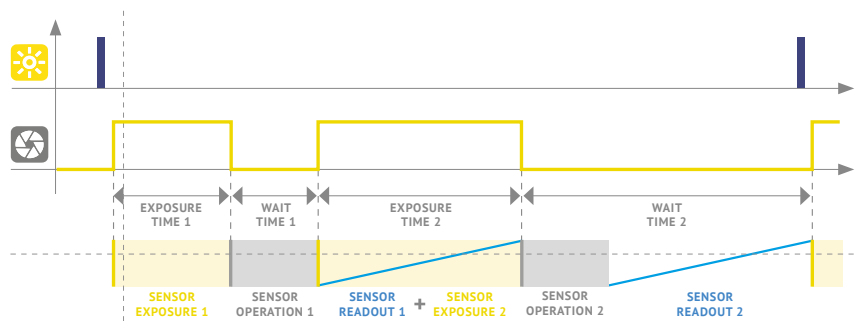 EXPOSURE
TIME 1
WAIT
TIME 1
EXPOSURE
TIME 2
WAIT
TIME 2
SENSOR
EXPOSURE 1
SENSOR
OPERATION 1
SENSOR
READOUT 1
+
SENSOR
EXPOSURE 2
SENSOR
OPERATION 2
SENSOR
READOUT 2